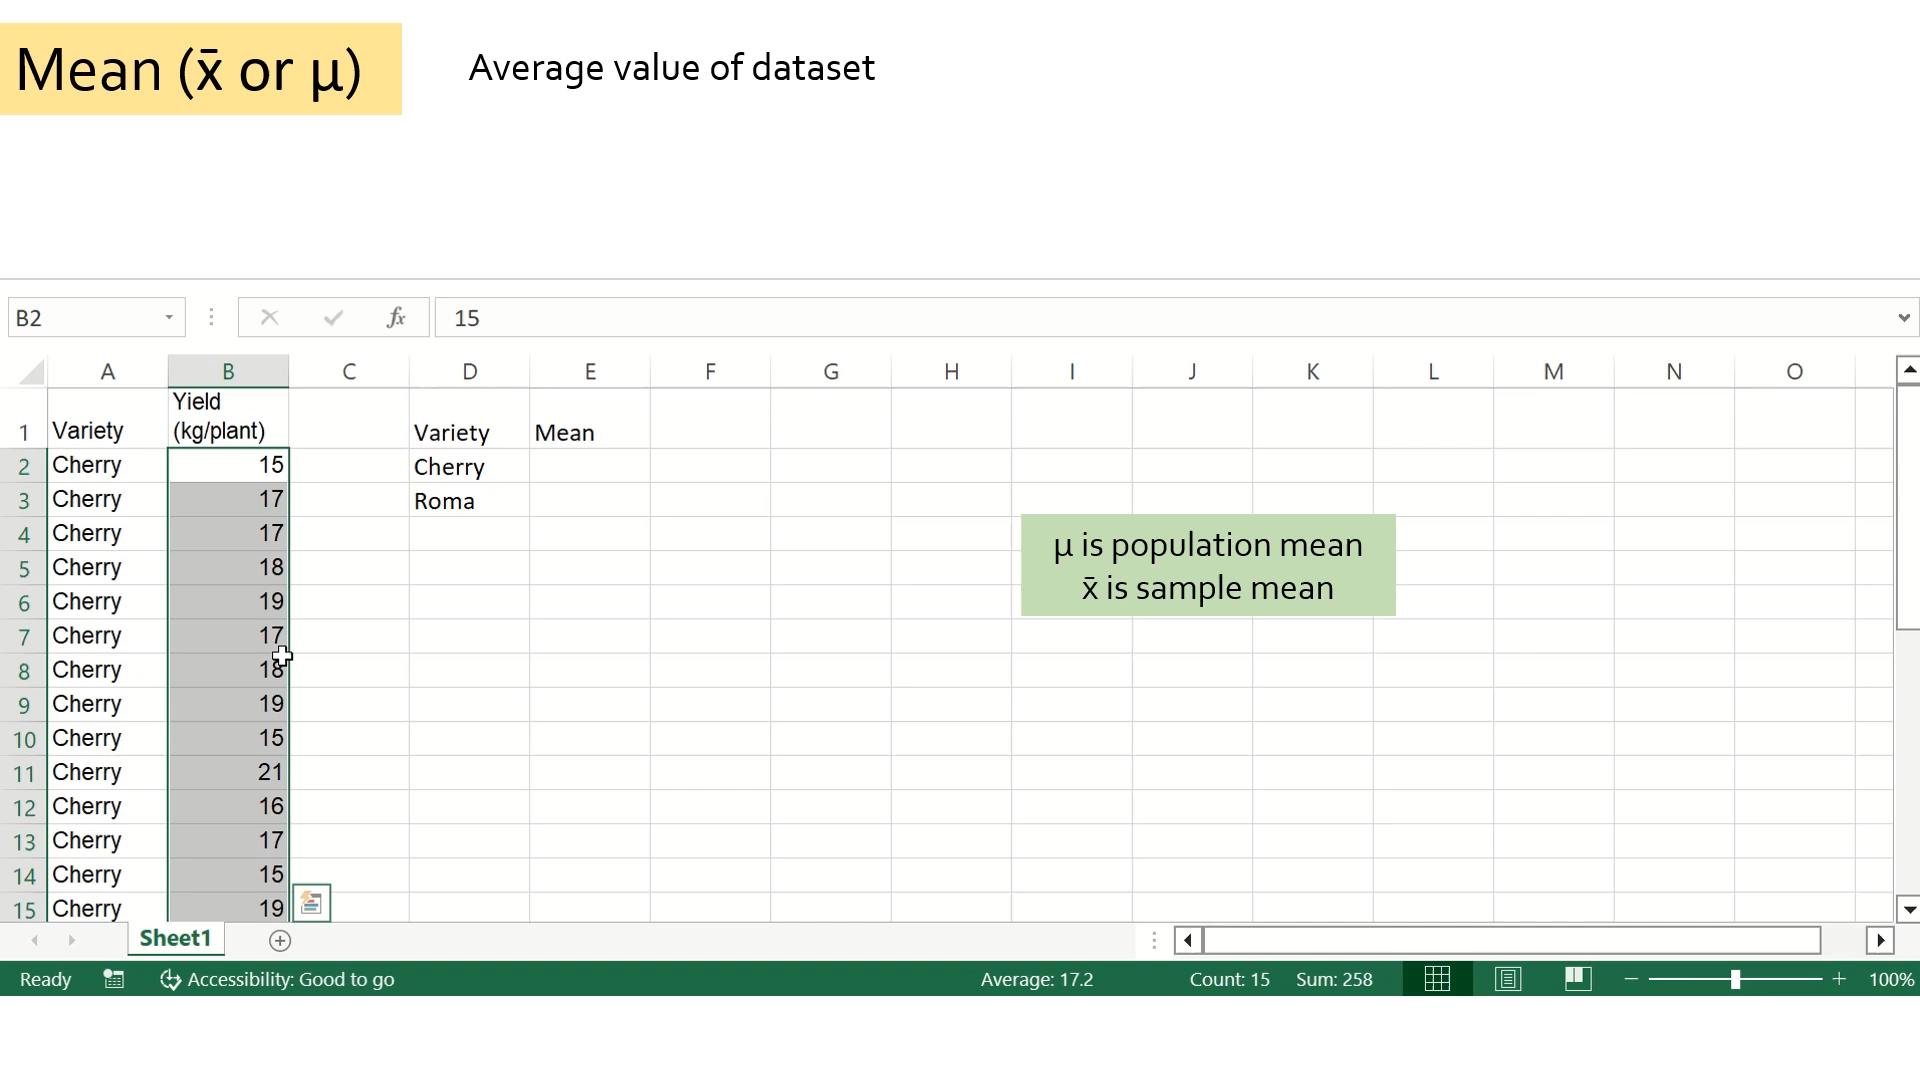 Mean (x̄ or μ)
Average value of dataset
B2
fx
15
A B C D E F G H I J K L M N O
Yield
1 Variety (kg/plant) Variety Mean
2 Cherry 15 Cherry
3 Cherry 17 Roma
4 Cherry 17
5 Cherry 18
6 Cherry 19
7 Cherry 17
8 Cherry 18
9 Cherry 19
10 Cherry 15
11 Cherry 21
12 Cherry 16
13 Cherry 17
14 Cherry 15
15 Cherry 19
μ is population mean
x̄ is sample mean
Sheet1
Ready Accessibility: Good to go Average: 17.2 Count: 15 Sum: 258 100%